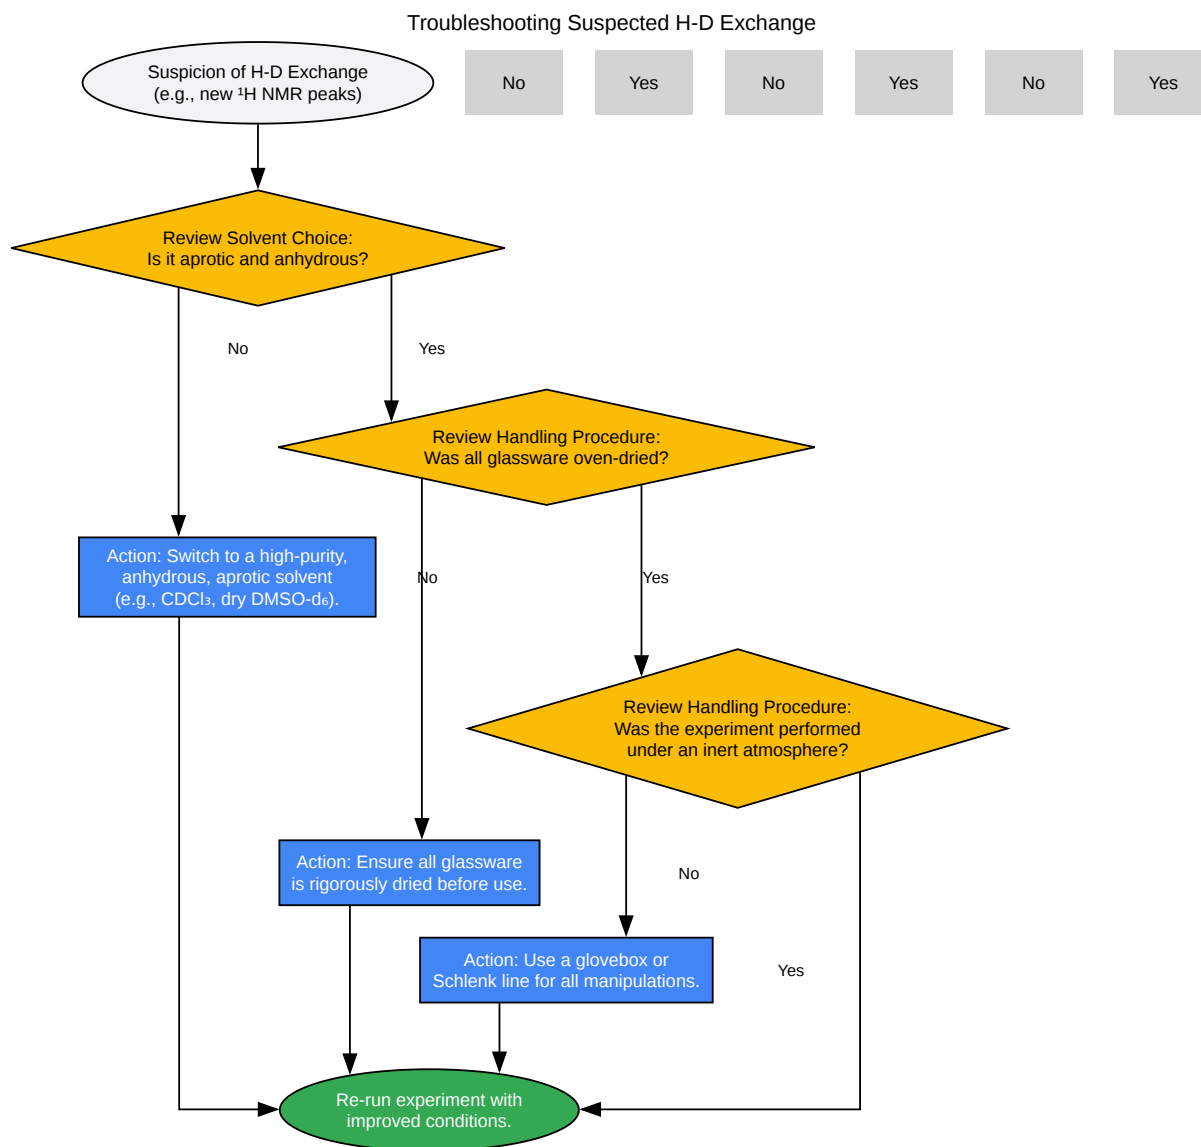 Troubleshooting Suspected H-D Exchange
Suspicion of H-D Exchange
(e.g., new ¹H NMR peaks)
No
Yes
No
Yes
No
Yes
Review Solvent Choice:
Is it aprotic and anhydrous?
No
Yes
Review Handling Procedure:
Was all glassware oven-dried?
Action: Switch to a high-purity,
anhydrous, aprotic solvent
(e.g., CDCl₃, dry DMSO-d₆).
No
Yes
Review Handling Procedure:
Was the experiment performed
under an inert atmosphere?
Action: Ensure all glassware
is rigorously dried before use.
No
Action: Use a glovebox or
Schlenk line for all manipulations.
Yes
Re-run experiment with
improved conditions.